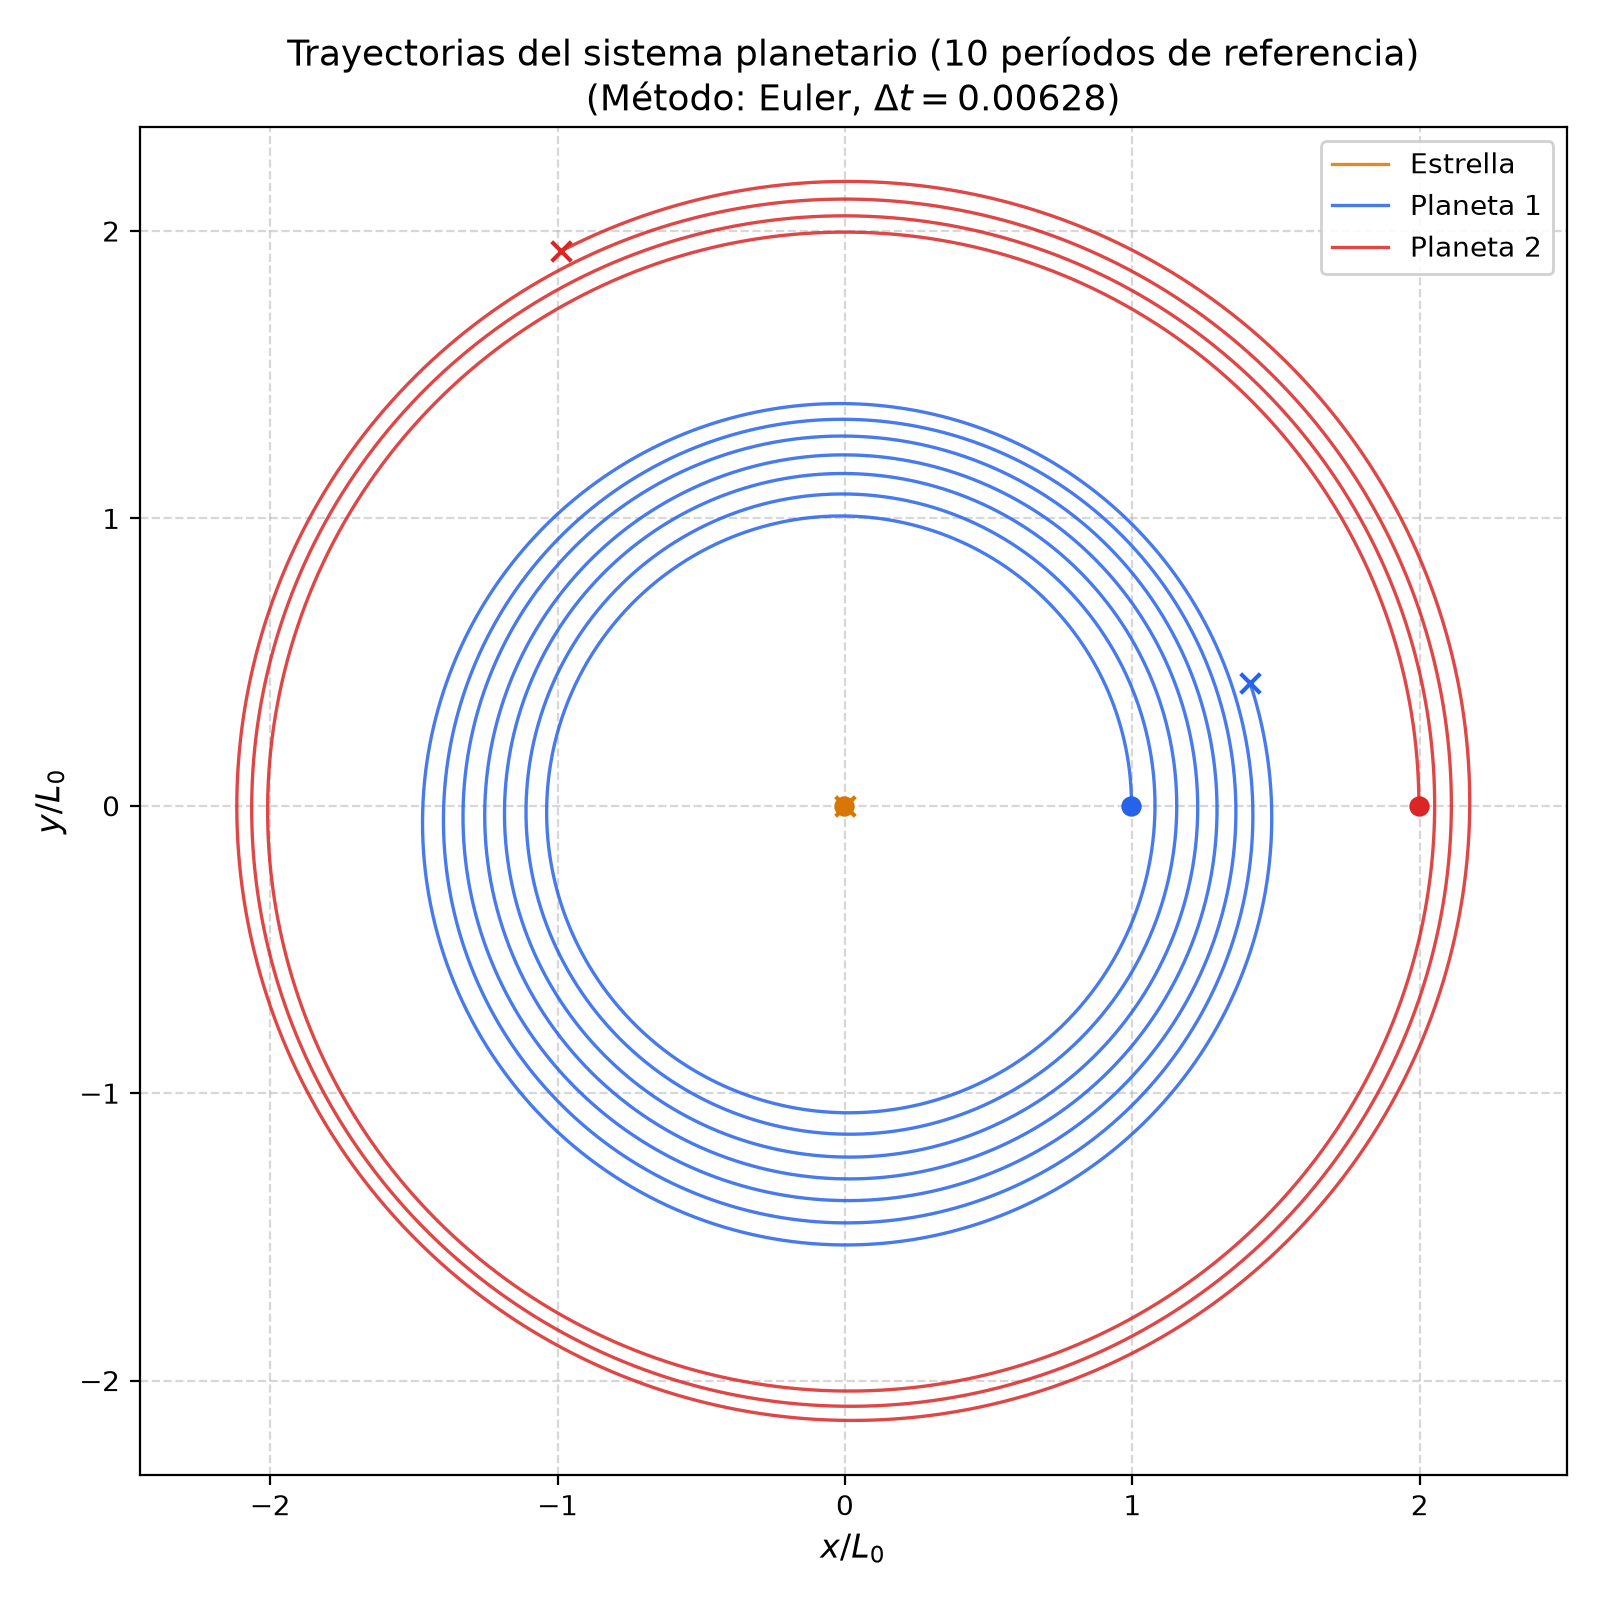 Trayectorias del sistema planetario (10 períodos de referencia)
(Método: Euler, Δt = 0.00628)
Estrella
Planeta 1
Planeta 2
y/L₀
2
1
0
−1
−2
−2
−1
0
1
2
x/L₀